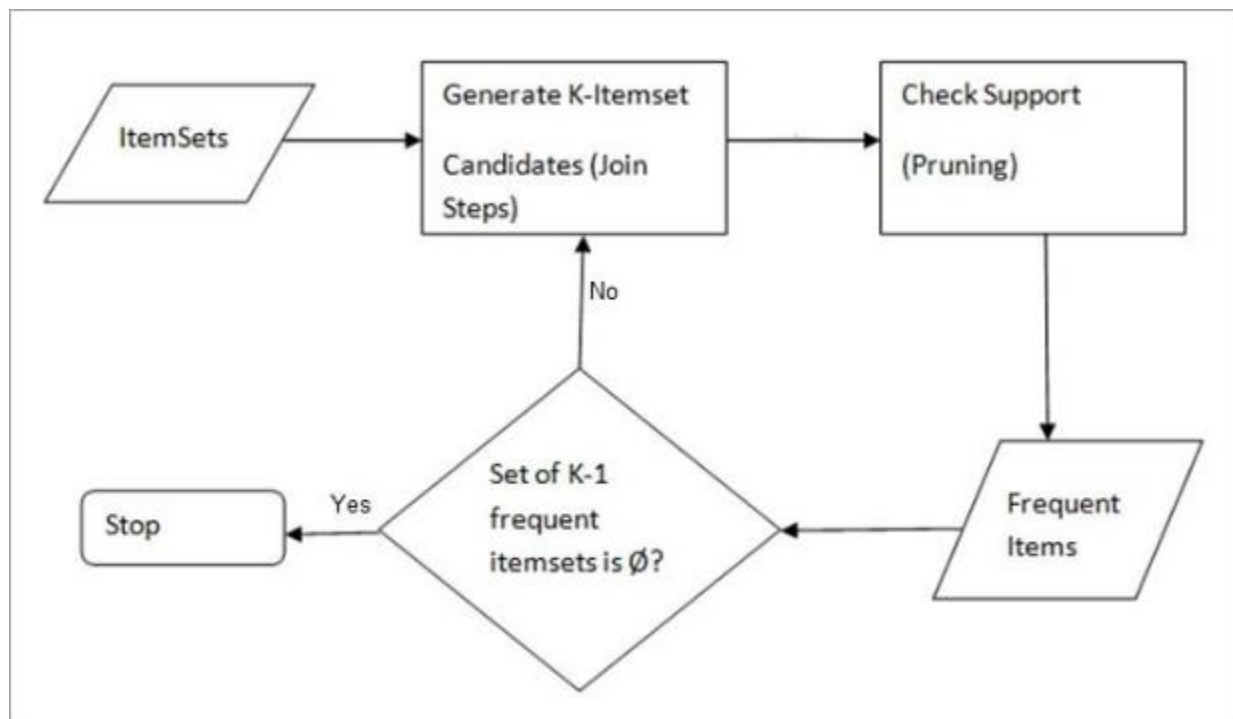 ItemSets
Generate K-Itemset
Candidates (Join
Steps)
Check Support
(Pruning)
No
Set of K-1
frequent
itemsets is Ø?
Yes
Stop
Frequent
Items